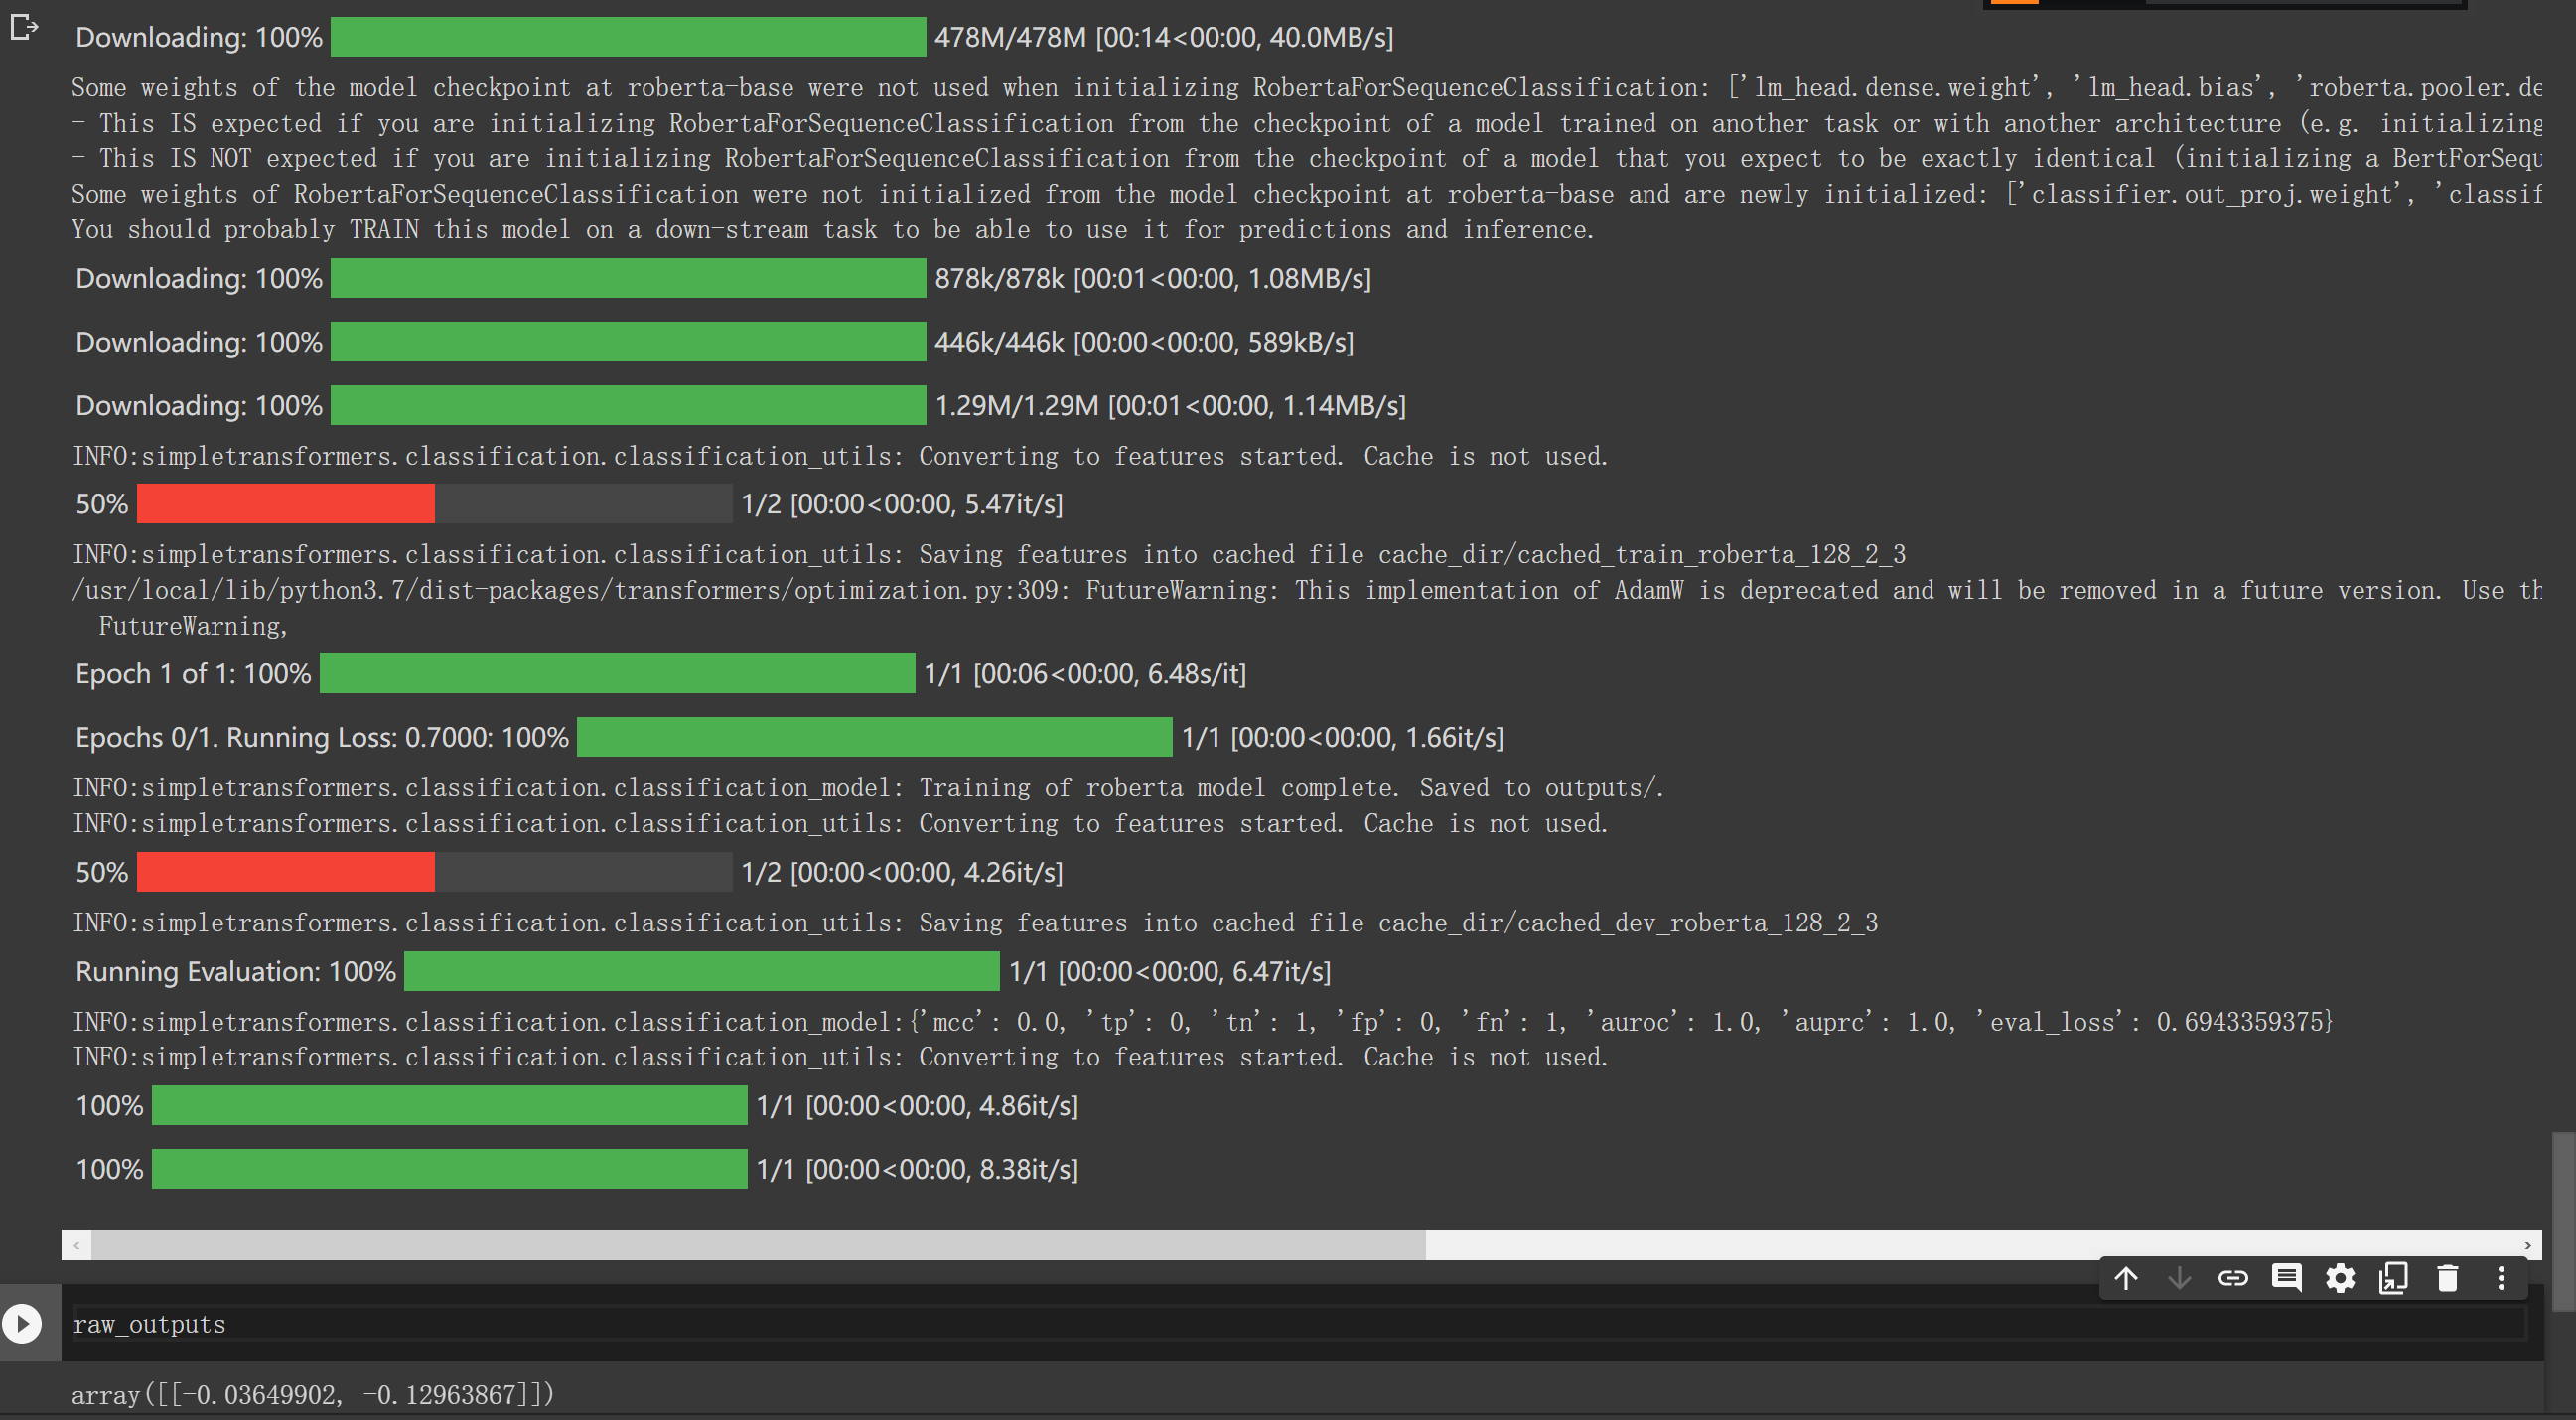 Downloading: 100% 478M/478M [00:14<00:00, 40.0MB/s]
Some weights of the model checkpoint at roberta-base were not used when initializing RobertaForSequenceClassification: ['lm_head.dense.weight', 'lm_head.bias', 'roberta.pooler.de
- This IS expected if you are initializing RobertaForSequenceClassification from the checkpoint of a model trained on another task or with another architecture (e.g. initializing
- This IS NOT expected if you are initializing RobertaForSequenceClassification from the checkpoint of a model that you expect to be exactly identical (initializing a BertForSequ
Some weights of RobertaForSequenceClassification were not initialized from the model checkpoint at roberta-base and are newly initialized: ['classifier.out_proj.weight', 'classif
You should probably TRAIN this model on a down-stream task to be able to use it for predictions and inference.
Downloading: 100% 878k/878k [00:01<00:00, 1.08MB/s]
Downloading: 100% 446k/446k [00:00<00:00, 589kB/s]
Downloading: 100% 1.29M/1.29M [00:01<00:00, 1.14MB/s]
INFO:simpletransformers.classification.classification_utils: Converting to features started. Cache is not used.
50% 1/2 [00:00<00:00, 5.47it/s]
INFO:simpletransformers.classification.classification_utils: Saving features into cached file cache_dir/cached_train_roberta_128_2_3
/usr/local/lib/python3.7/dist-packages/transformers/optimization.py:309: FutureWarning: This implementation of AdamW is deprecated and will be removed in a future version. Use th
  FutureWarning,
Epoch 1 of 1: 100% 1/1 [00:06<00:00, 6.48s/it]
Epochs 0/1. Running Loss: 0.7000: 100% 1/1 [00:00<00:00, 1.66it/s]
INFO:simpletransformers.classification.classification_model: Training of roberta model complete. Saved to outputs/.
INFO:simpletransformers.classification.classification_utils: Converting to features started. Cache is not used.
50% 1/2 [00:00<00:00, 4.26it/s]
INFO:simpletransformers.classification.classification_utils: Saving features into cached file cache_dir/cached_dev_roberta_128_2_3
Running Evaluation: 100% 1/1 [00:00<00:00, 6.47it/s]
INFO:simpletransformers.classification.classification_model:{'mcc': 0.0, 'tp': 0, 'tn': 1, 'fp': 0, 'fn': 1, 'auroc': 1.0, 'auprc': 1.0, 'eval_loss': 0.6943359375}
INFO:simpletransformers.classification.classification_utils: Converting to features started. Cache is not used.
100% 1/1 [00:00<00:00, 4.86it/s]
100% 1/1 [00:00<00:00, 8.38it/s]
raw_outputs
array([[-0.03649902, -0.12963867]])